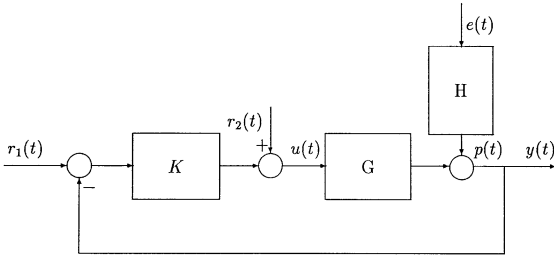 e(t)
H
r₂(t)
+
r₁(t)
K
u(t)
G
p(t)
y(t)
−